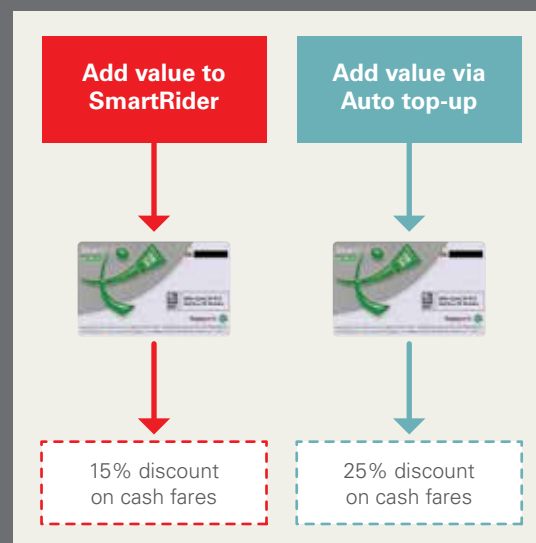 Add value to
SmartRider
Add value via
Auto top-up
15% discount
on cash fares
25% discount
on cash fares